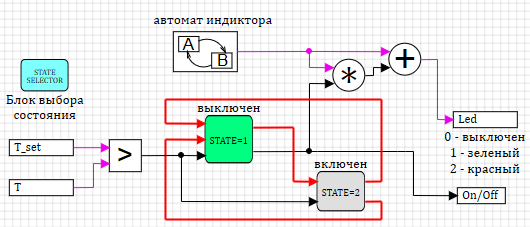 автомат индиктора
A
B
*
+
STATE
SELECTOR
Блок выбора
состояния
выключен
Led
0 - выключен
1 - зеленый
2 - красный
T_set
>
STATE=1
T
включен
STATE=2
On/Off